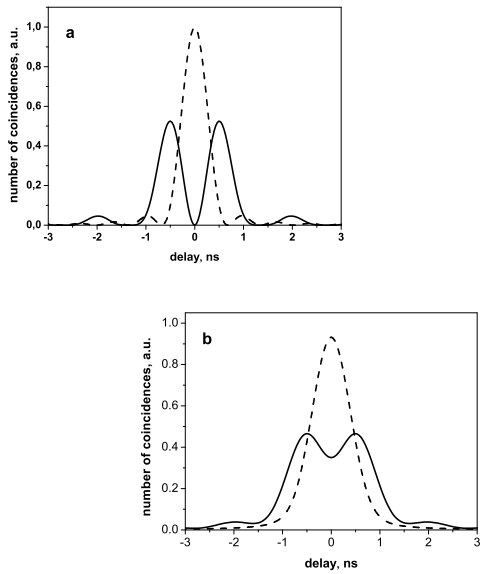 a
number of coincidences, a.u.
1,0
0,8
0,6
0,4
0,2
0,0
-3 -2 -1 0 1 2 3
delay, ns
b
number of coincidences, a.u.
1.0
0.8
0.6
0.4
0.2
0.0
-3 -2 -1 0 1 2 3
delay, ns